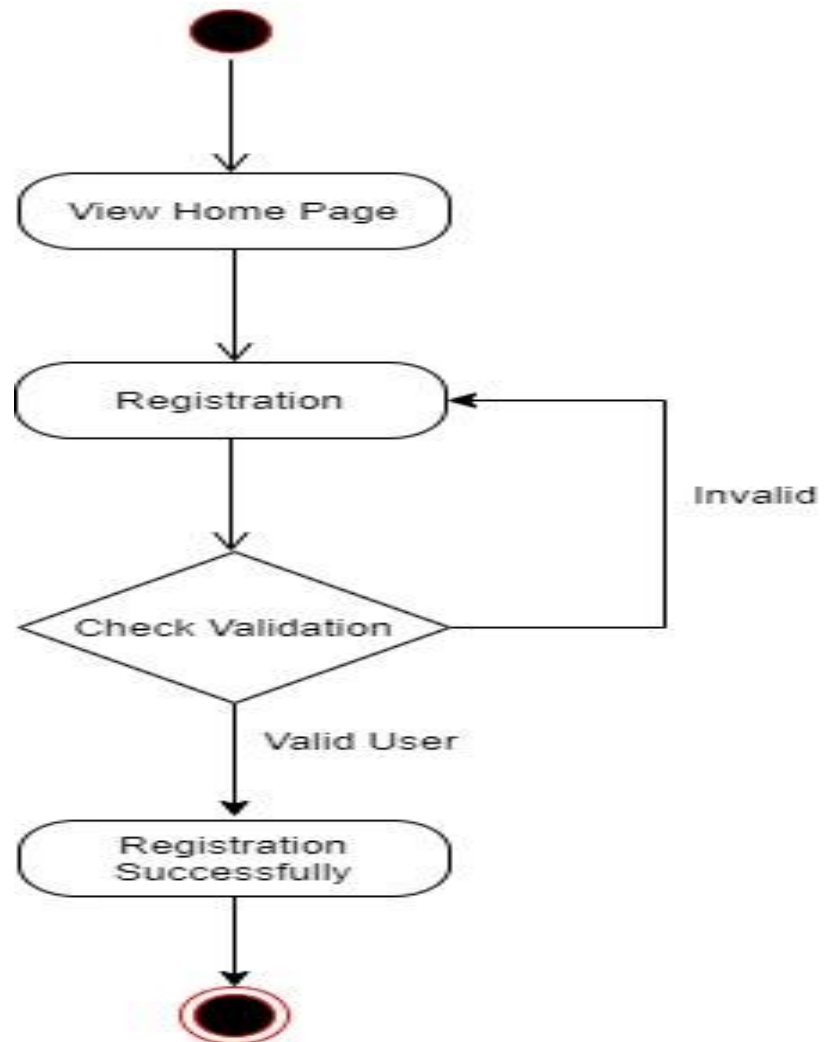 View Home Page
Registration
Invalid
Check Validation
Valid User
Registration
Successfully